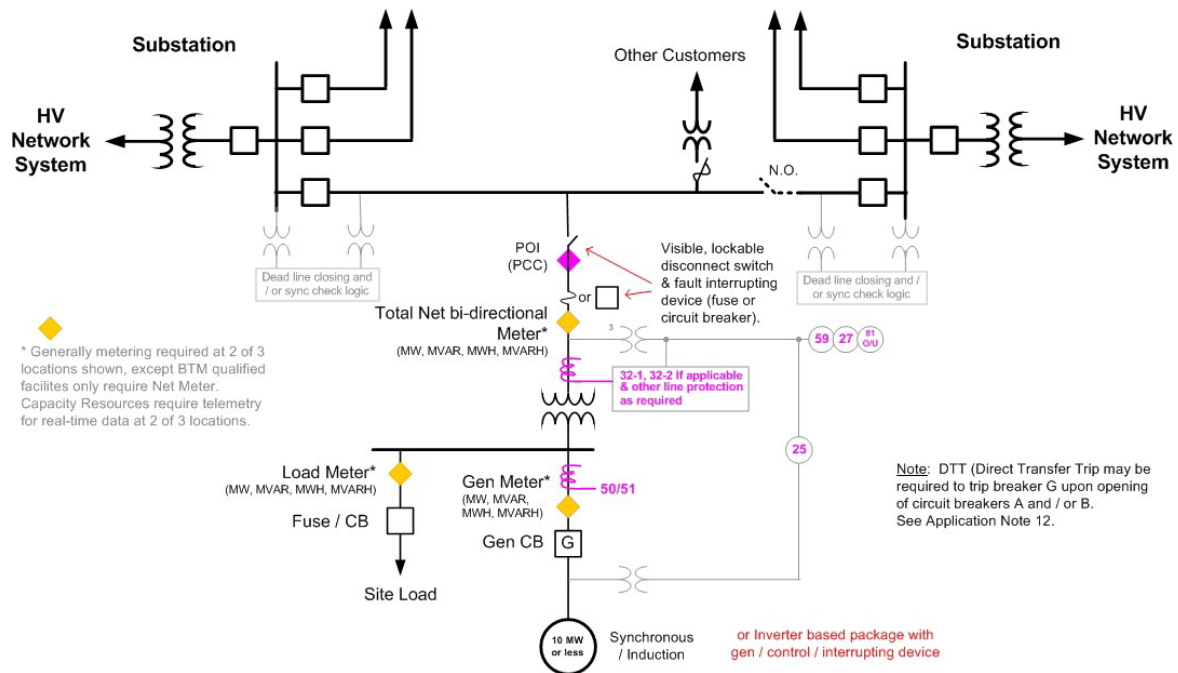 Substation
Substation
Other Customers
HV
Network
System
HV
Network
System
N.O.
POI
(PCC)
Visible, lockable
disconnect switch
& fault interrupting
device (fuse or
circuit breaker).
Dead line closing and
/ or sync check logic
Dead line closing and /
or sync check logic
or
Total Net bi-directional
Meter*
(MW, MVAR, MWH, MVARH)
3
59
27
81
O/U
* Generally metering required at 2 of 3
locations shown, except BTM qualified
facilites only require Net Meter.
Capacity Resources require telemetry
for real-time data at 2 of 3 locations.
32-1, 32-2 If applicable
& other line protection
as required
25
Load Meter*
(MW, MVAR, MWH, MVARH)
Gen Meter*
(MW, MVAR,
MWH, MVARH)
50/51
Note: DTT (Direct Transfer Trip may be
required to trip breaker G upon opening
of circuit breakers A and / or B.
See Application Note 12.
Fuse / CB
Gen CB
G
Site Load
10 MW
or less
Synchronous
/ Induction
or Inverter based package with
gen / control / interrupting device